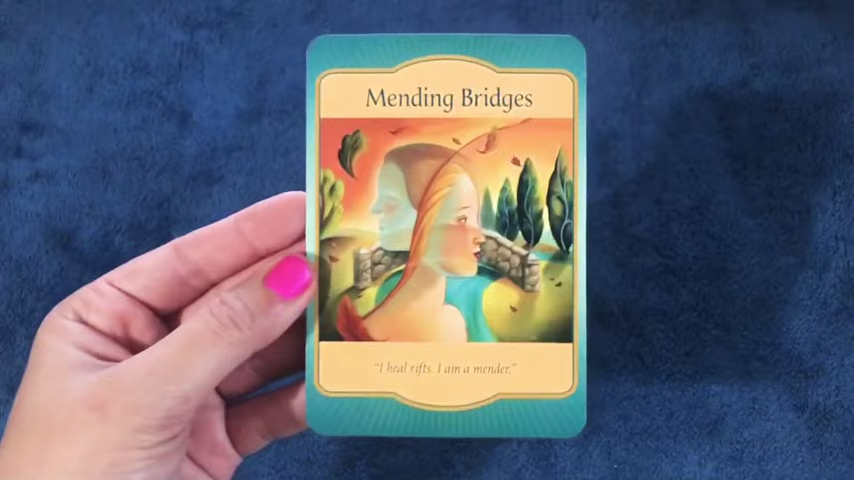 Mending Bridges
“I heal rifts. I am a mender.”